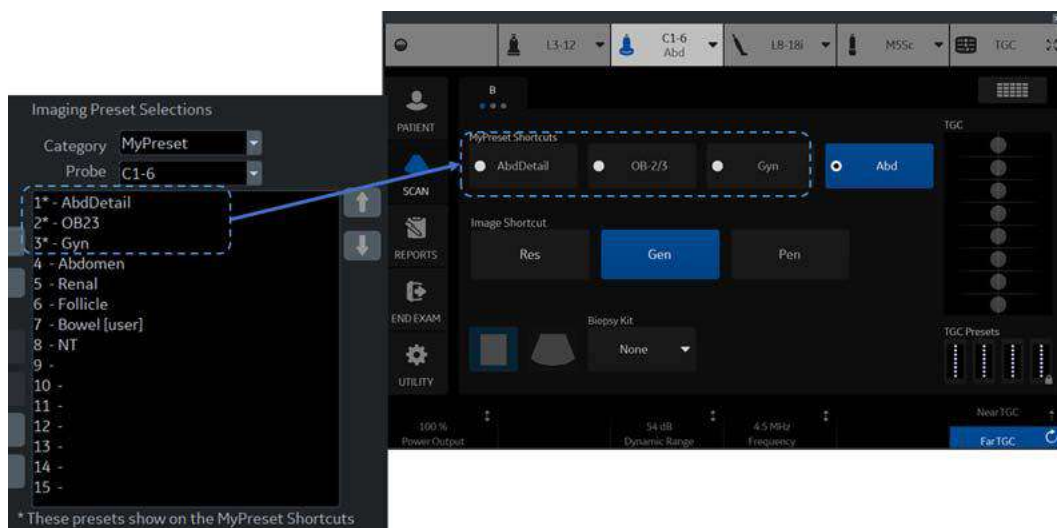 Imaging Preset Selections
Category MyPreset
Probe C1-6
1* - AbdDetail
2* - OB23
3* - Gyn
4 - Abdomen
5 - Renal
6 - Follicle
7 - Bowel [user]
8 - NT
9 -
10 -
11 -
12 -
13 -
14 -
15 -
* These presets show on the MyPreset Shortcuts
L3-12
C1-6
Abd
L8-18i
M5Sc
TGC
PATIENT
SCAN
REPORTS
END EXAM
UTILITY
B
MyPreset Shortcuts
AbdDetail
OB-2/3
Gyn
Abd
Image Shortcut
Res
Gen
Pen
Biopsy Kit
None
TGC
TGC Presets
100 %
Power Output
54 dB
Dynamic Range
4.5 MHz
Frequency
Near TGC
Far TGC